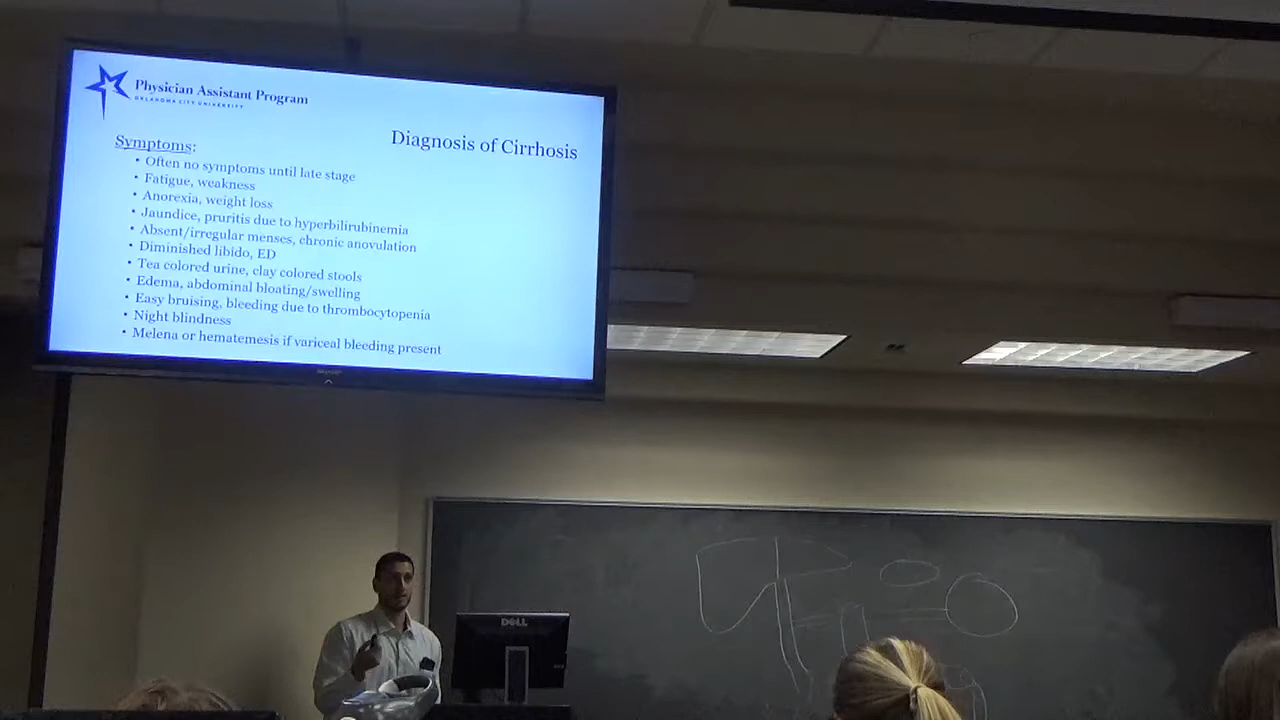 Physician Assistant Program
OKLAHOMA CITY UNIVERSITY
Diagnosis of Cirrhosis
Symptoms:
• Often no symptoms until late stage
• Fatigue, weakness
• Anorexia, weight loss
• Jaundice, pruritis due to hyperbilirubinemia
• Absent/irregular menses, chronic anovulation
• Diminished libido, ED
• Tea colored urine, clay colored stools
• Edema, abdominal bloating/swelling
• Easy bruising, bleeding due to thrombocytopenia
• Night blindness
• Melena or hematemesis if variceal bleeding present
DELL